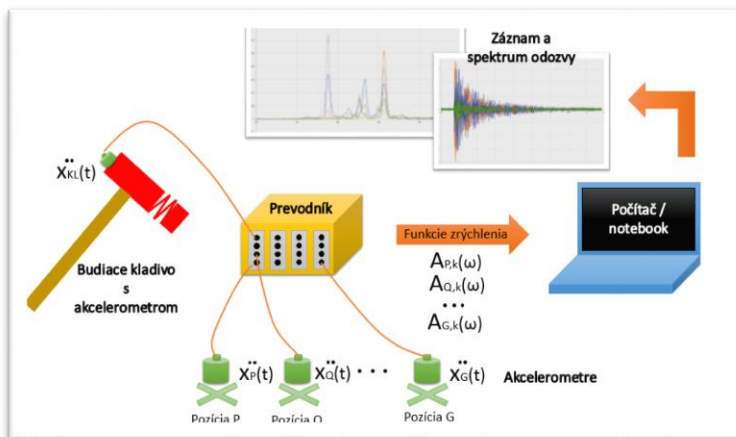 Záznam a
spektrum odozvy
ẌKL(t)
Prevodník
Počítač /
notebook
Funkcie zrýchlenia
AP,k(ω)
AQ,k(ω)
...
AG,k(ω)
Budiace kladivo
s
akcelerometrom
ẌP(t)
ẌQ(t)
. . .
ẌG(t)
Akcelerometre
Pozícia P
Pozícia Q
Pozícia G